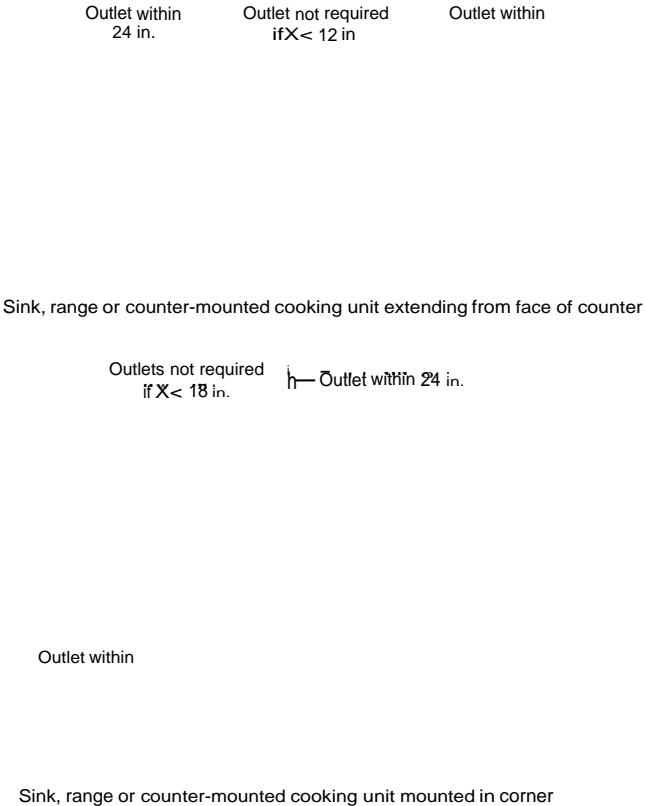 Outlet within
24 in.
Outlet not required
ifX< 12 in
Outlet within
Sink, range or counter-mounted cooking unit extending from face of counter
Outlets not required
if X< 18 in.
h— Outlet within 24 in.
Outlet within
Sink, range or counter-mounted cooking unit mounted in corner